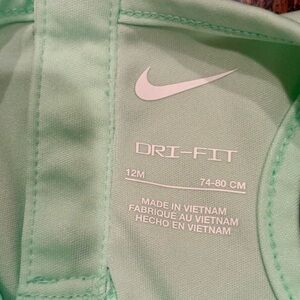 DRI-FIT
12M 74-80 CM
MADE IN VIETNAM
FABRIQUÉ AU VIETNAM
HECHO EN VIETNAM